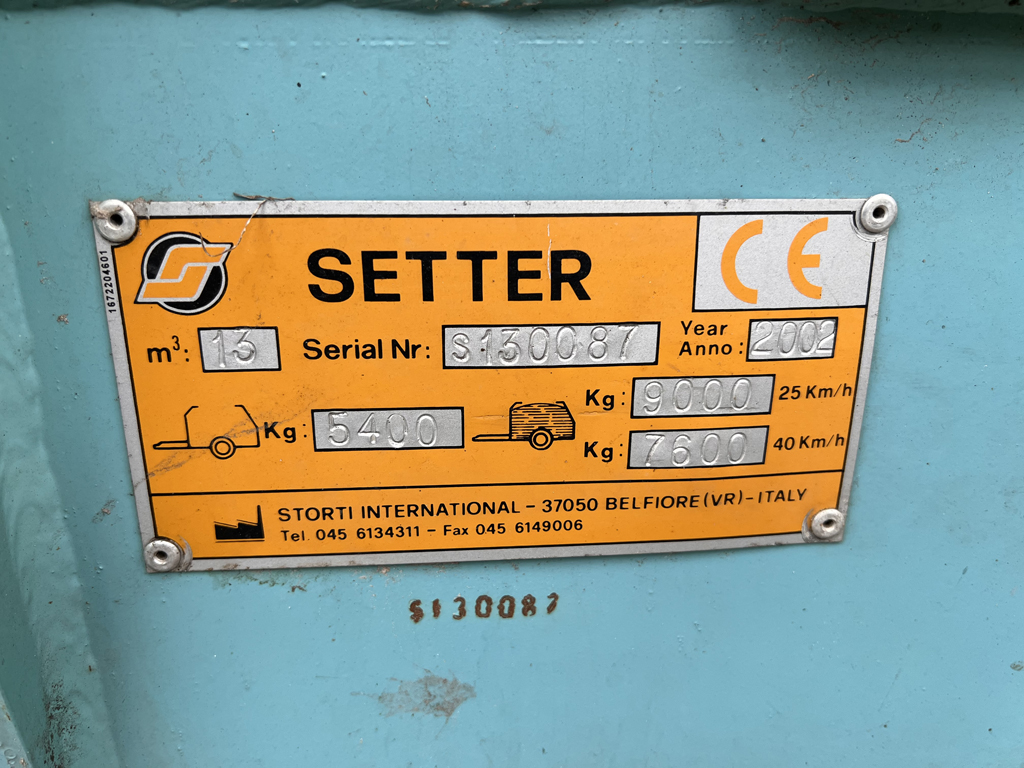 1672204601
SETTER
CE
m³: 13 Serial Nr: S130087 Year Anno: 2002
Kg: 5400 Kg: 9000 25 Km/h
Kg: 7600 40 Km/h
STORTI INTERNATIONAL - 37050 BELFIORE (VR) - ITALY
Tel. 045 6134311 - Fax 045 6149006
S130087